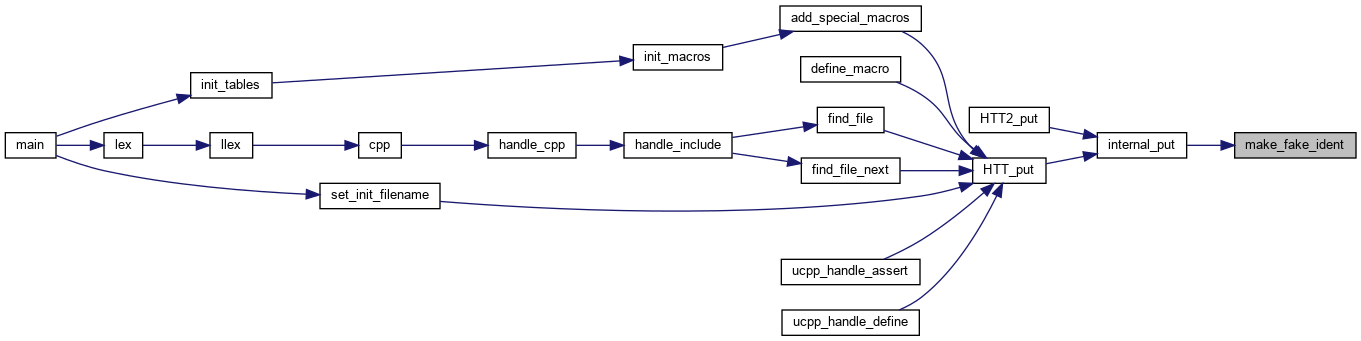 add_special_macros
init_macros
define_macro
init_tables
find_file
HTT2_put
main
lex
llex
cpp
handle_cpp
handle_include
internal_put
make_fake_ident
find_file_next
HTT_put
set_init_filename
ucpp_handle_assert
ucpp_handle_define